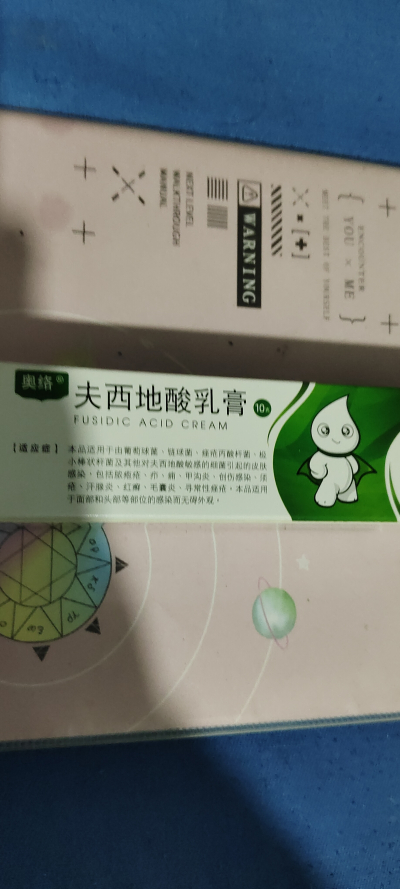 ENCOUNTER
YOU × ME
MEET THE BEST OF YOURSELF
WARNING
NEXT LEVEL
WALKTHROUGH
MANUAL
奥络®
夫西地酸乳膏
10克
FUSIDIC ACID CREAM
【适应症】 本品适用于由葡萄球菌、链球菌、痤疮丙酸杆菌、极
小棒状杆菌及其他对夫西地酸敏感的细菌引起的皮肤
感染，包括脓疱疮、疖、痈、甲沟炎、创伤感染、须
疮、汗腺炎、红癣、毛囊炎、寻常性痤疮。本品适用
于面部和头部等部位的感染而无碍外观。